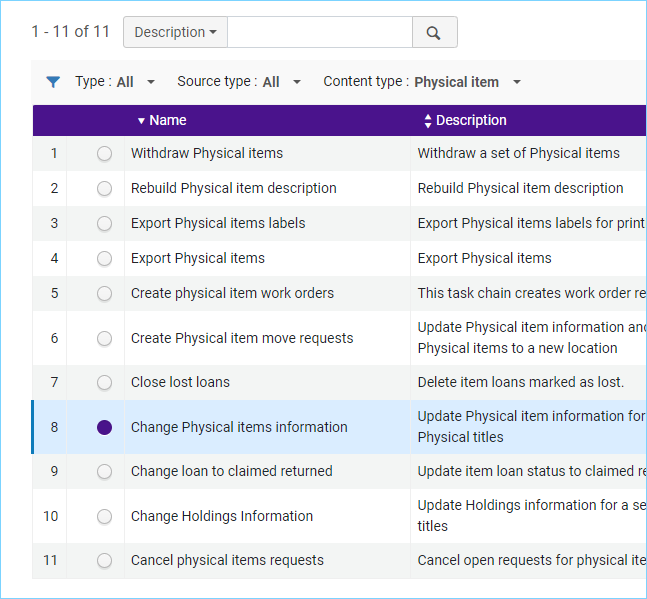 1 - 11 of 11 Description
Type : All Source type : All Content type : Physical item
Name Description
1 Withdraw Physical items Withdraw a set of Physical items
2 Rebuild Physical item description Rebuild Physical item description
3 Export Physical items labels Export Physical items labels for print
4 Export Physical items Export Physical items
5 Create physical item work orders This task chain creates work order re
6 Create Physical item move requests Update Physical item information and
Physical items to a new location
7 Close lost loans Delete item loans marked as lost.
8 Change Physical items information Update Physical item information for
Physical titles
9 Change loan to claimed returned Update item loan status to claimed re
10 Change Holdings Information Update Holdings information for a se
titles
11 Cancel physical items requests Cancel open requests for physical ite